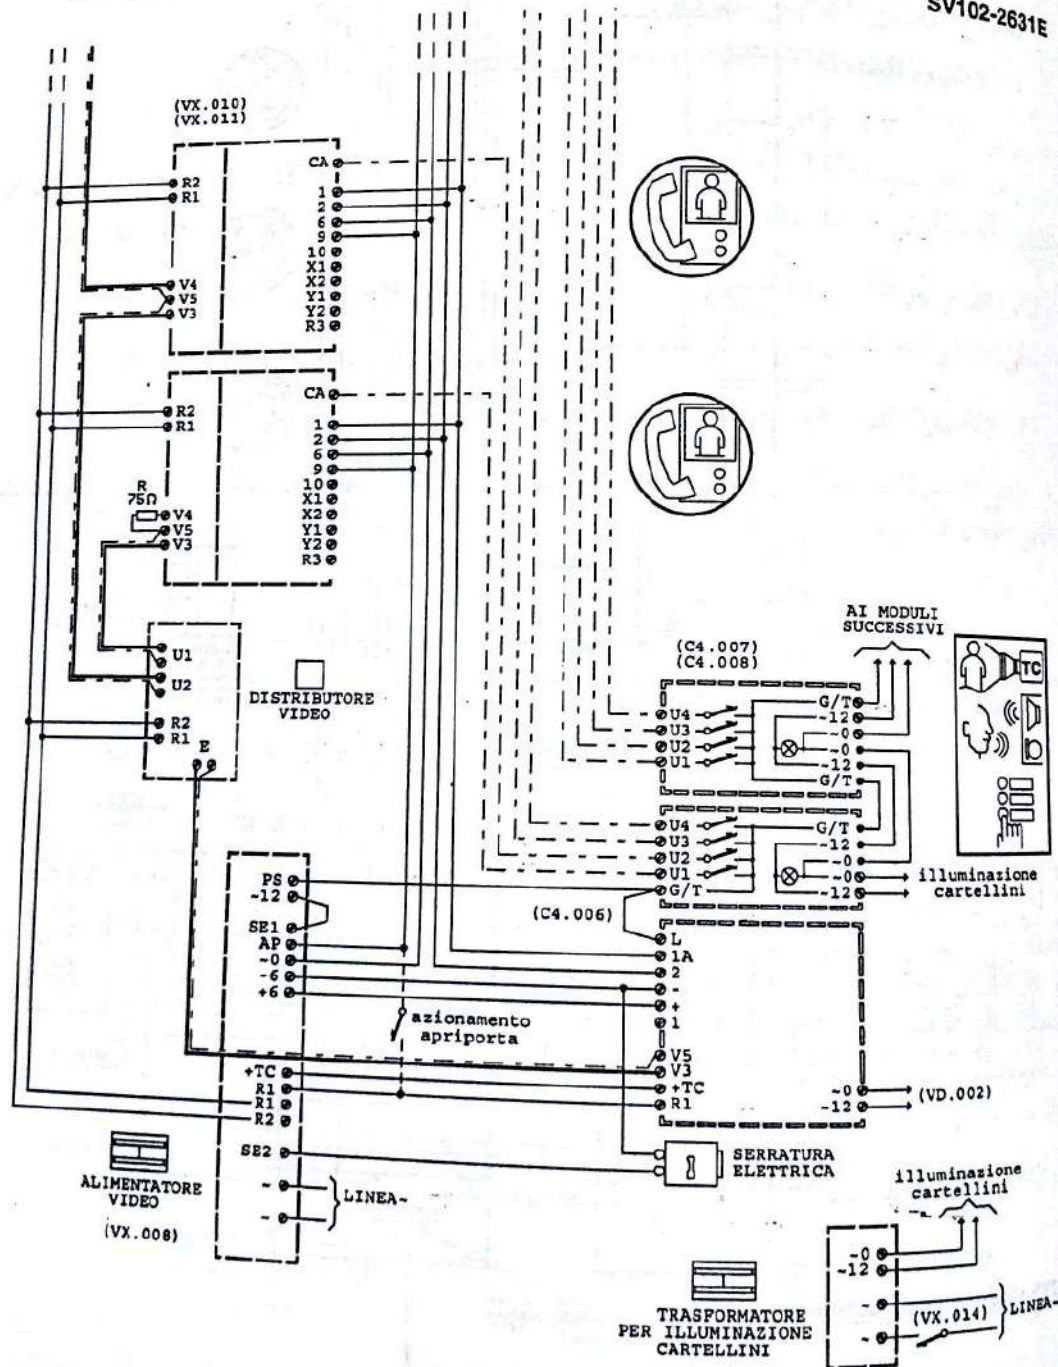 SV102-2631E
(VX.010)
(VX.011)
CA
R2
R1
1
2
6
9
10
X1
X2
Y1
Y2
R3
V4
V5
V3
CA
R2
R1
1
2
6
9
10
X1
X2
Y1
Y2
R3
R
75Ω
V4
V5
V3
U1
U2
R2
R1
E
DISTRIBUTORE
VIDEO
AI MODULI
SUCCESSIVI
(C4.007)
(C4.008)
U4
U3
U2
U1
G/T
~12
~0
~0
~12
G/T
TC
U4
U3
U2
U1
G/T
G/T
~12
~0
~0
~12
illuminazione
cartellini
(C4.006)
PS
~12
SE1
AP
~0
-6
+6
L
1A
2
-
+
1
V5
V3
+TC
R1
azionamento
apriporta
+TC
R1
R1
R2
SE2
~
~
LINEA~
~0
~12
(VD.002)
SERRATURA
ELETTRICA
ALIMENTATORE
VIDEO
(VX.008)
illuminazione
cartellini
~0
~12
~
~
(VX.014)
LINEA~
TRASFORMATORE
PER ILLUMINAZIONE
CARTELLINI